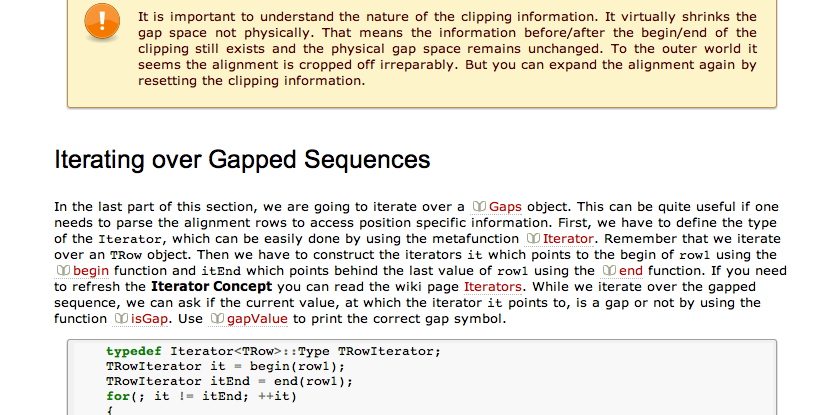 It is important to understand the nature of the clipping information. It virtually shrinks the
gap space not physically. That means the information before/after the begin/end of the
clipping still exists and the physical gap space remains unchanged. To the outer world it
seems the alignment is cropped off irreparably. But you can expand the alignment again by
resetting the clipping information.
Iterating over Gapped Sequences
In the last part of this section, we are going to iterate over a Gaps object. This can be quite useful if one
needs to parse the alignment rows to access position specific information. First, we have to define the type
of the Iterator, which can be easily done by using the metafunction Iterator. Remember that we iterate
over an TRow object. Then we have to construct the iterators it which points to the begin of row1 using the
begin function and itEnd which points behind the last value of row1 using the end function. If you need
to refresh the Iterator Concept you can read the wiki page Iterators. While we iterate over the gapped
sequence, we can ask if the current value, at which the iterator it points to, is a gap or not by using the
function isGap. Use gapValue to print the correct gap symbol.
typedef Iterator<TRow>::Type TRowIterator;
TRowIterator it = begin(row1);
TRowIterator itEnd = end(row1);
for(; it != itEnd; ++it)
{